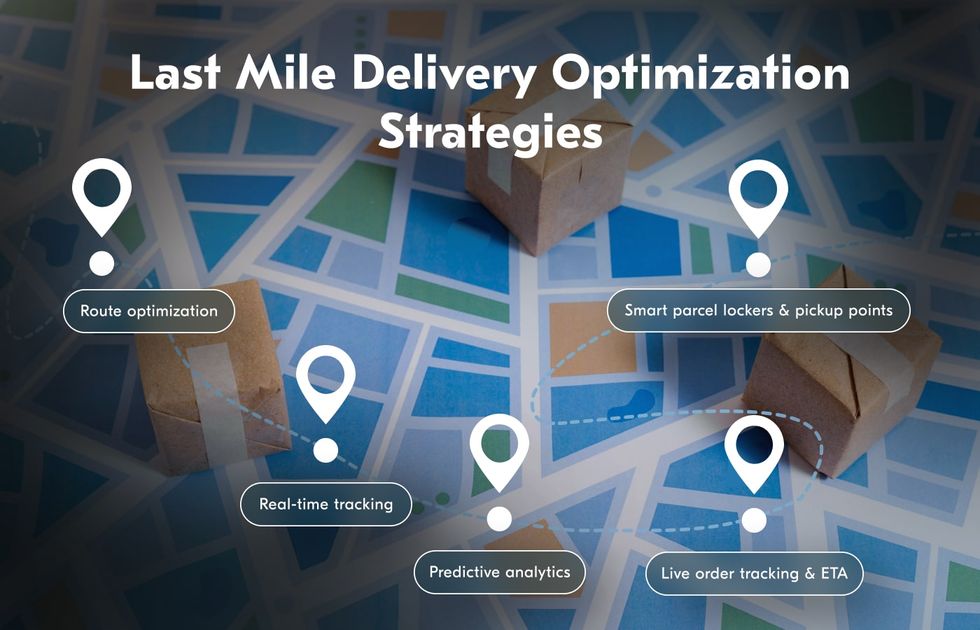 Last Mile Delivery Optimization
Strategies
Route optimization
Smart parcel lockers & pickup points
Real-time tracking
Predictive analytics
Live order tracking & ETA